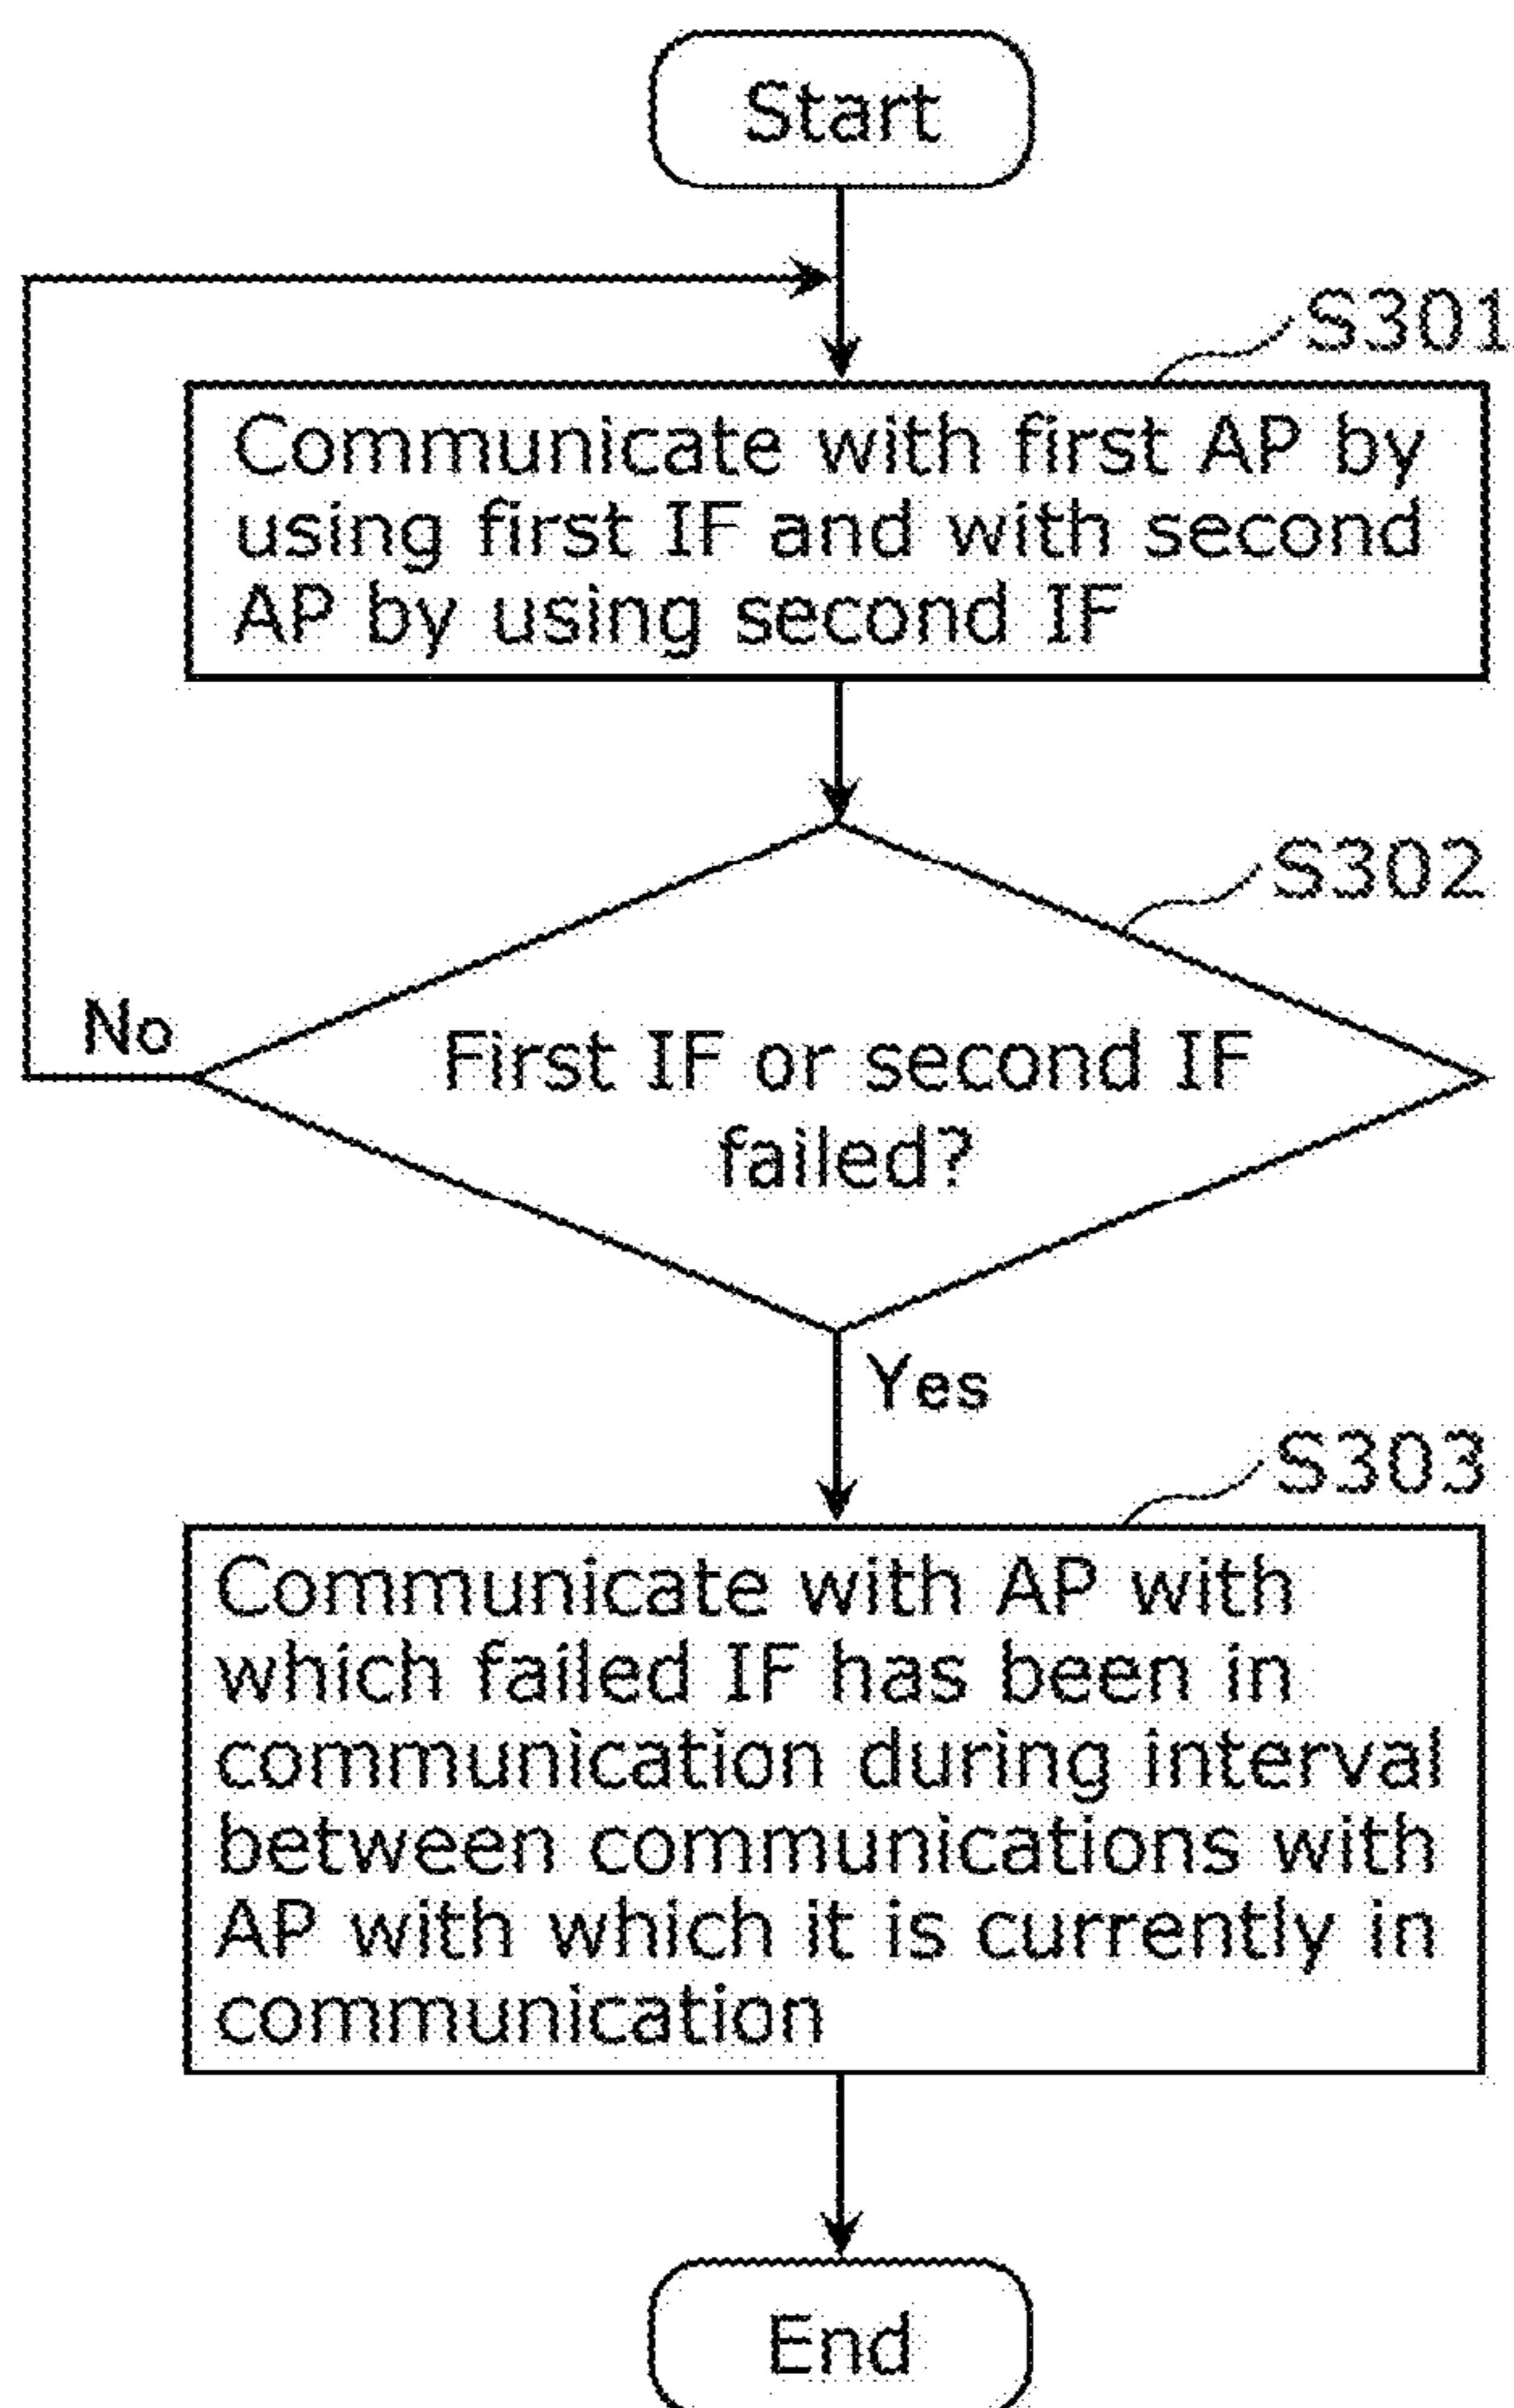 Start
S301
Communicate with first AP by
using first IF and with second
AP by using second IF
S302
No
First IF or second IF
failed?
Yes
S303
Communicate with AP with
which failed IF has been in
communication during interval
between communications with
AP with which it is currently in
communication
End